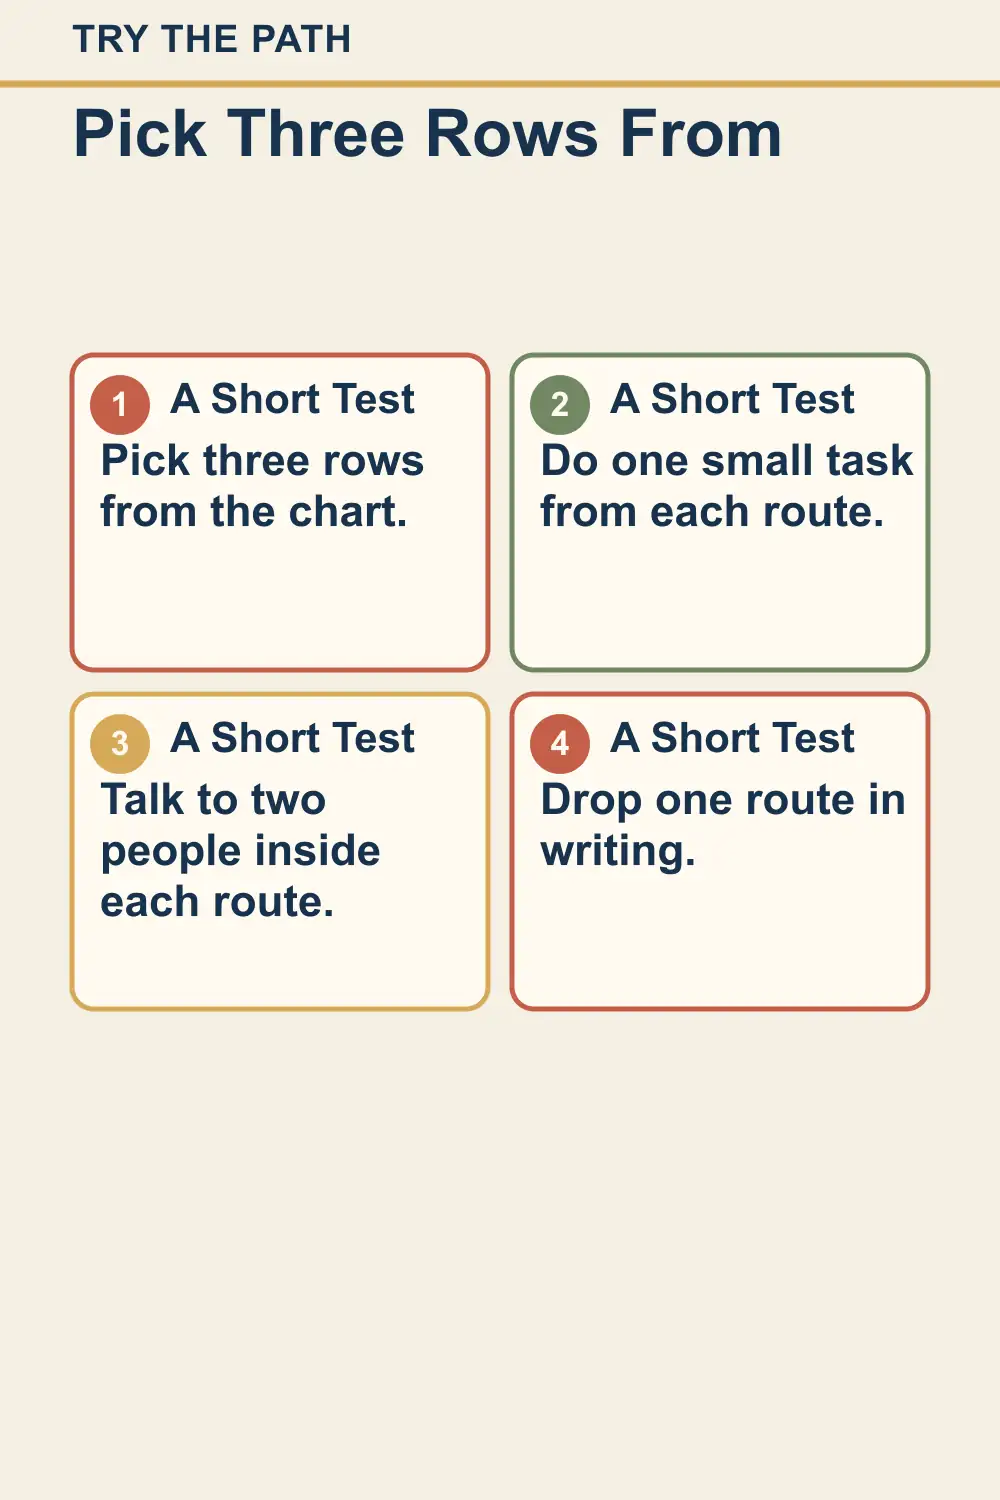 TRY THE PATH
Pick Three Rows From
1
A Short Test
Pick three rows
from the chart.
2
A Short Test
Do one small task
from each route.
3
A Short Test
Talk to two
people inside
each route.
4
A Short Test
Drop one route in
writing.